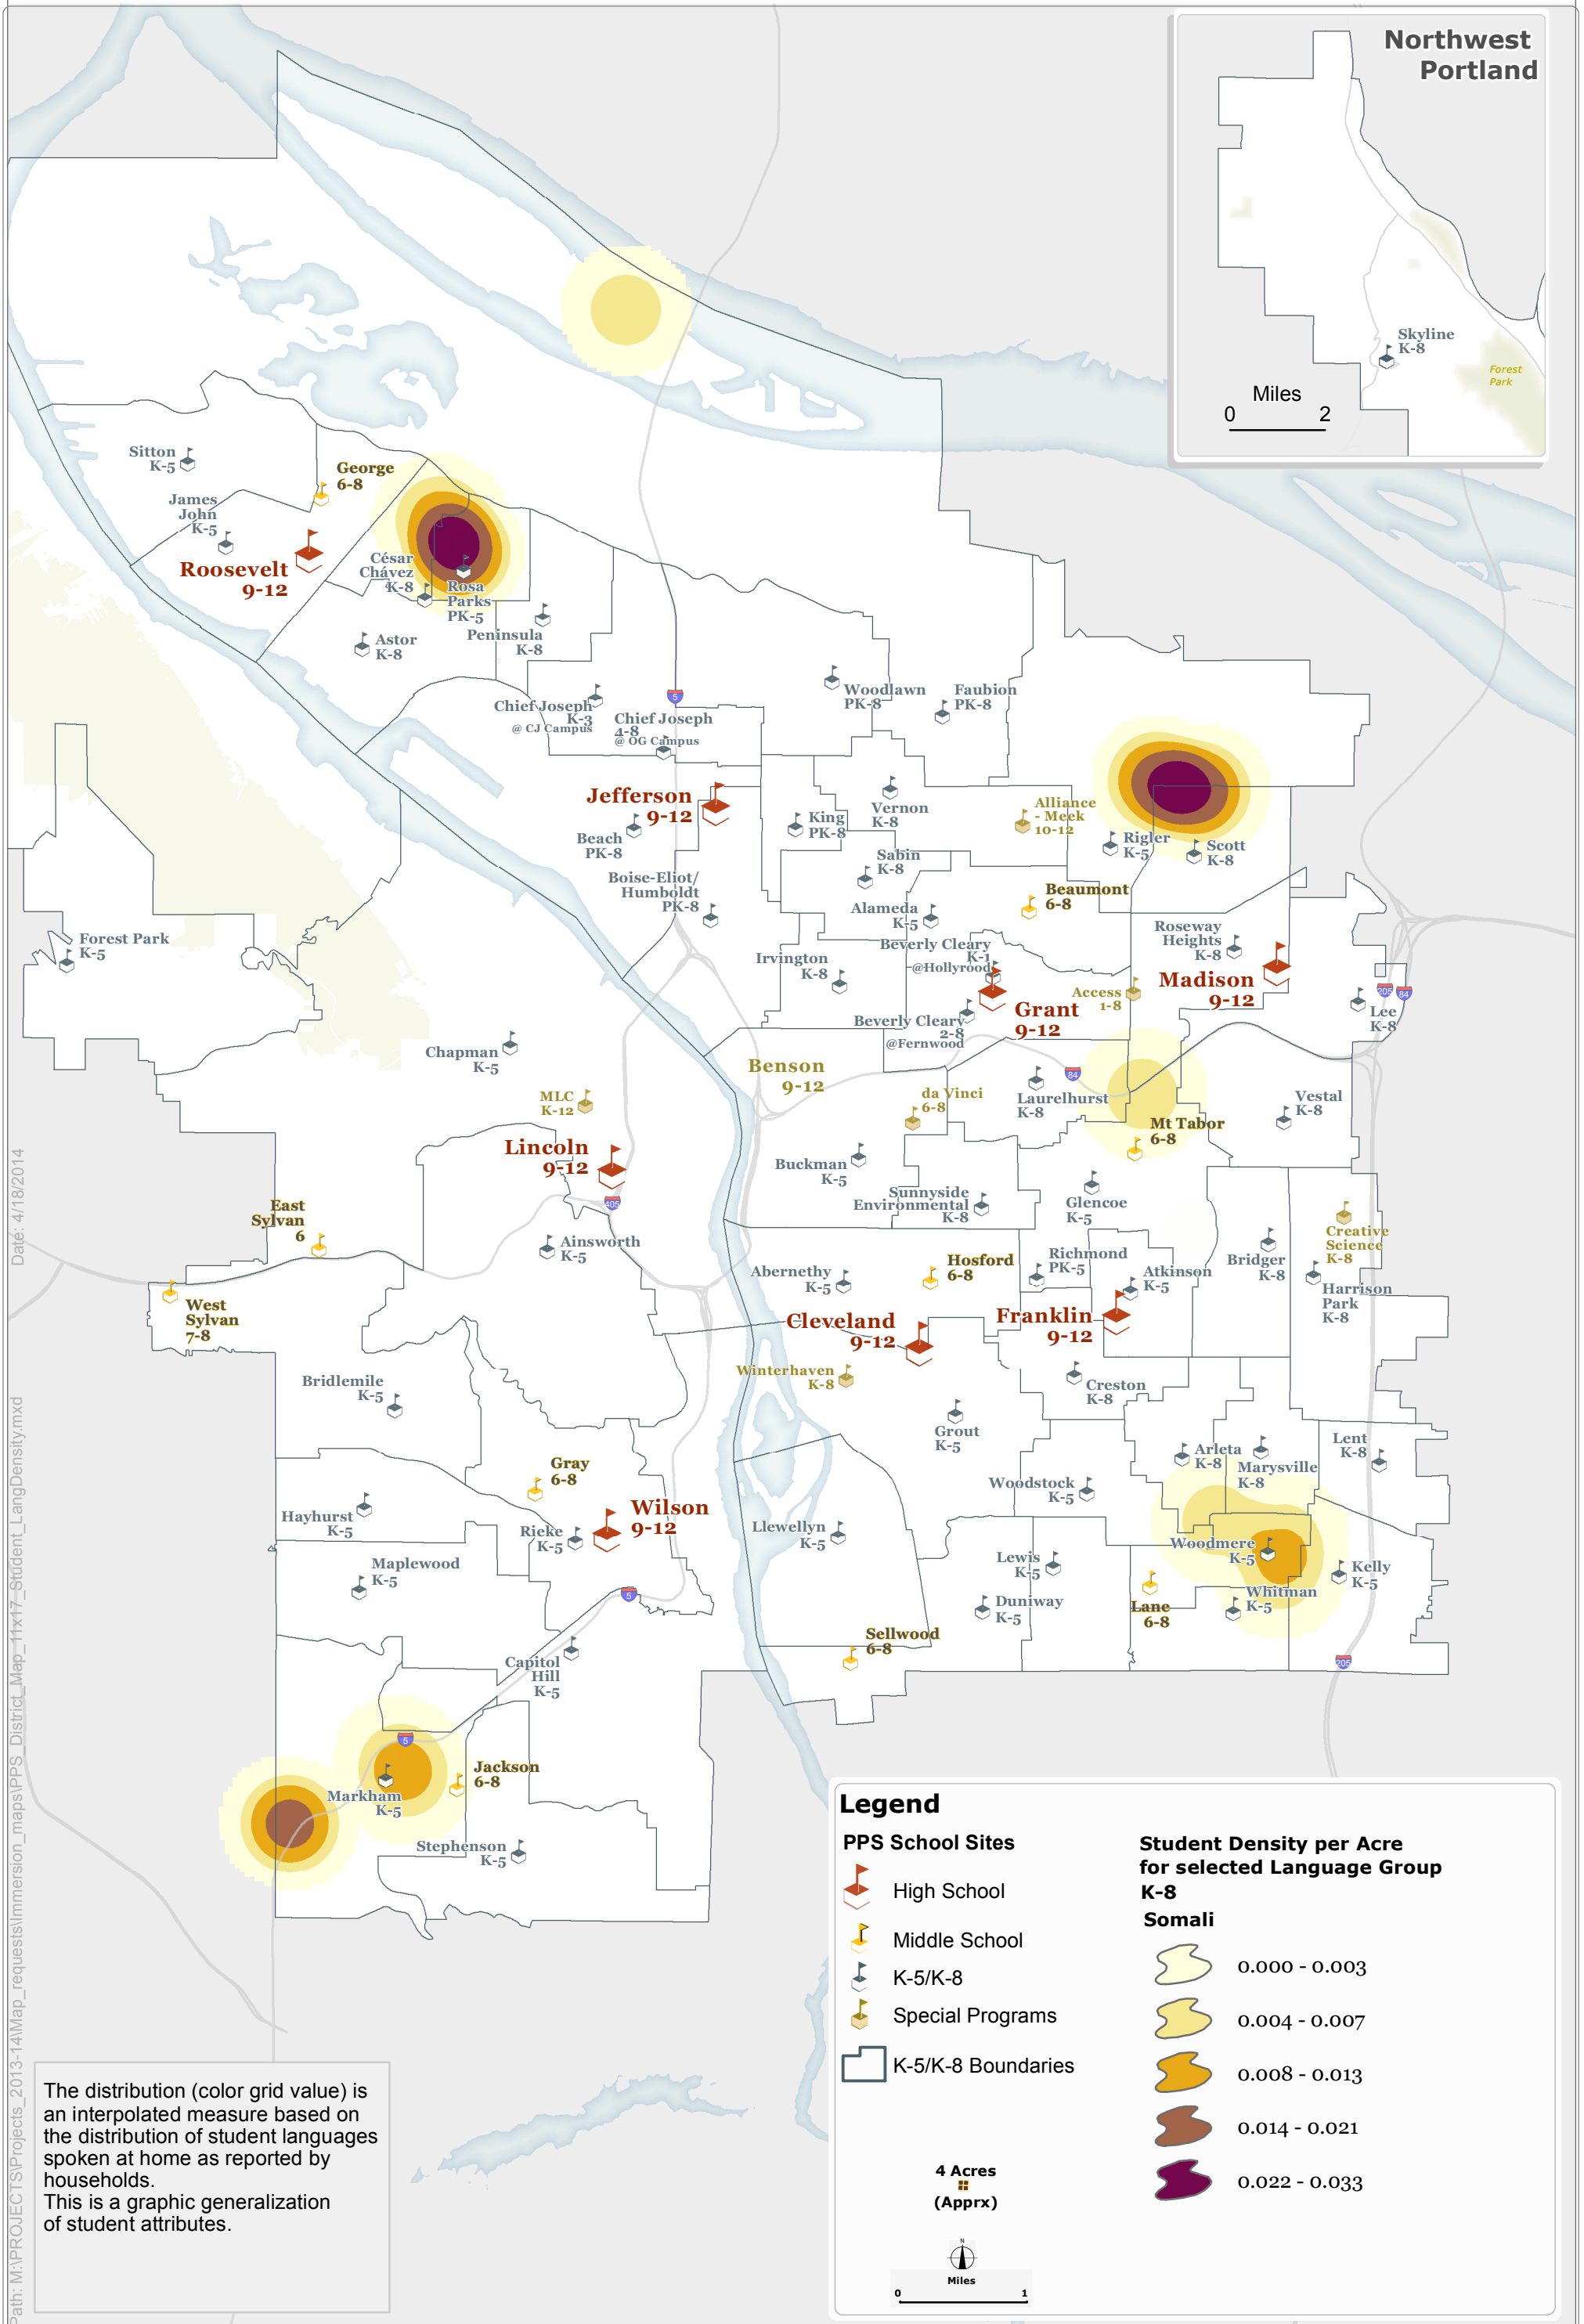 Northwest
Portland
Skyline
K-8
Forest
Park
Miles
0 2
Sitton
K-5
George
6-8
James
John
K-5
Roosevelt
9-12
César
Chávez
K-8
Rosa
Parks
PK-5
Astor
K-8
Peninsula
K-8
Chief Joseph
K-3
@ CJ Campus
5
Chief Joseph
4-8
@ OG Campus
Woodlawn
PK-8
Faubion
PK-8
Jefferson
9-12
Beach
PK-8
King
PK-8
Vernon
K-8
Alliance
- Meek
10-12
Rigler
K-5
Scott
K-8
Sabin
K-8
Boise-Eliot/
Humboldt
PK-8
Alameda
K-5
Beaumont
6-8
Roseway
Heights
K-8
Forest Park
K-5
Irvington
K-8
Beverly Cleary
K-1
@Hollyrood
Madison
9-12
Grant
9-12
Access
1-8
205
84
Lee
K-8
Beverly Cleary
2-8
@Fernwood
Chapman
K-5
Benson
9-12
MLC
K-12
da Vinci
6-8
84
Laurelhurst
K-8
Vestal
K-8
Mt Tabor
6-8
Lincoln
9-12
Buckman
K-5
Sunnyside
Environmental
K-8
Glencoe
K-5
405
East
Sylvan
6
Ainsworth
K-5
Creative
Science
K-8
Bridger
K-8
Harrison
Park
K-8
West
Sylvan
7-8
Abernethy
K-5
Hosford
6-8
Richmond
PK-5
Atkinson
K-5
Cleveland
9-12
Franklin
9-12
Winterhaven
K-8
Bridlemile
K-5
Creston
K-8
Grout
K-5
Arleta
K-8
Marysville
K-8
Lent
K-8
Gray
6-8
Woodstock
K-5
Hayhurst
K-5
Wilson
9-12
Rieke
K-5
Llewellyn
K-5
Woodmere
K-5
Lewis
K-5
Kelly
K-5
Maplewood
K-5
5
Duniway
K-5
Lane
6-8
Whitman
K-5
Sellwood
6-8
205
Capitol
Hill
K-5
5
Jackson
6-8
Markham
K-5
Stephenson
K-5
Date: 4/18/2014
Path: M:\PROJECTS\Projects_2013-14\Map_requests\Immersion_maps\PPS_District_Map_11x17_Student_LangDensity.mxd
The distribution (color grid value) is
an interpolated measure based on
the distribution of student languages
spoken at home as reported by
households.
This is a graphic generalization
of student attributes.
Legend
PPS School Sites
High School
Middle School
K-5/K-8
Special Programs
K-5/K-8 Boundaries
Student Density per Acre
for selected Language Group
K-8
Somali
0.000 - 0.003
0.004 - 0.007
0.008 - 0.013
0.014 - 0.021
0.022 - 0.033
4 Acres
(Apprx)
N
Miles
0 1